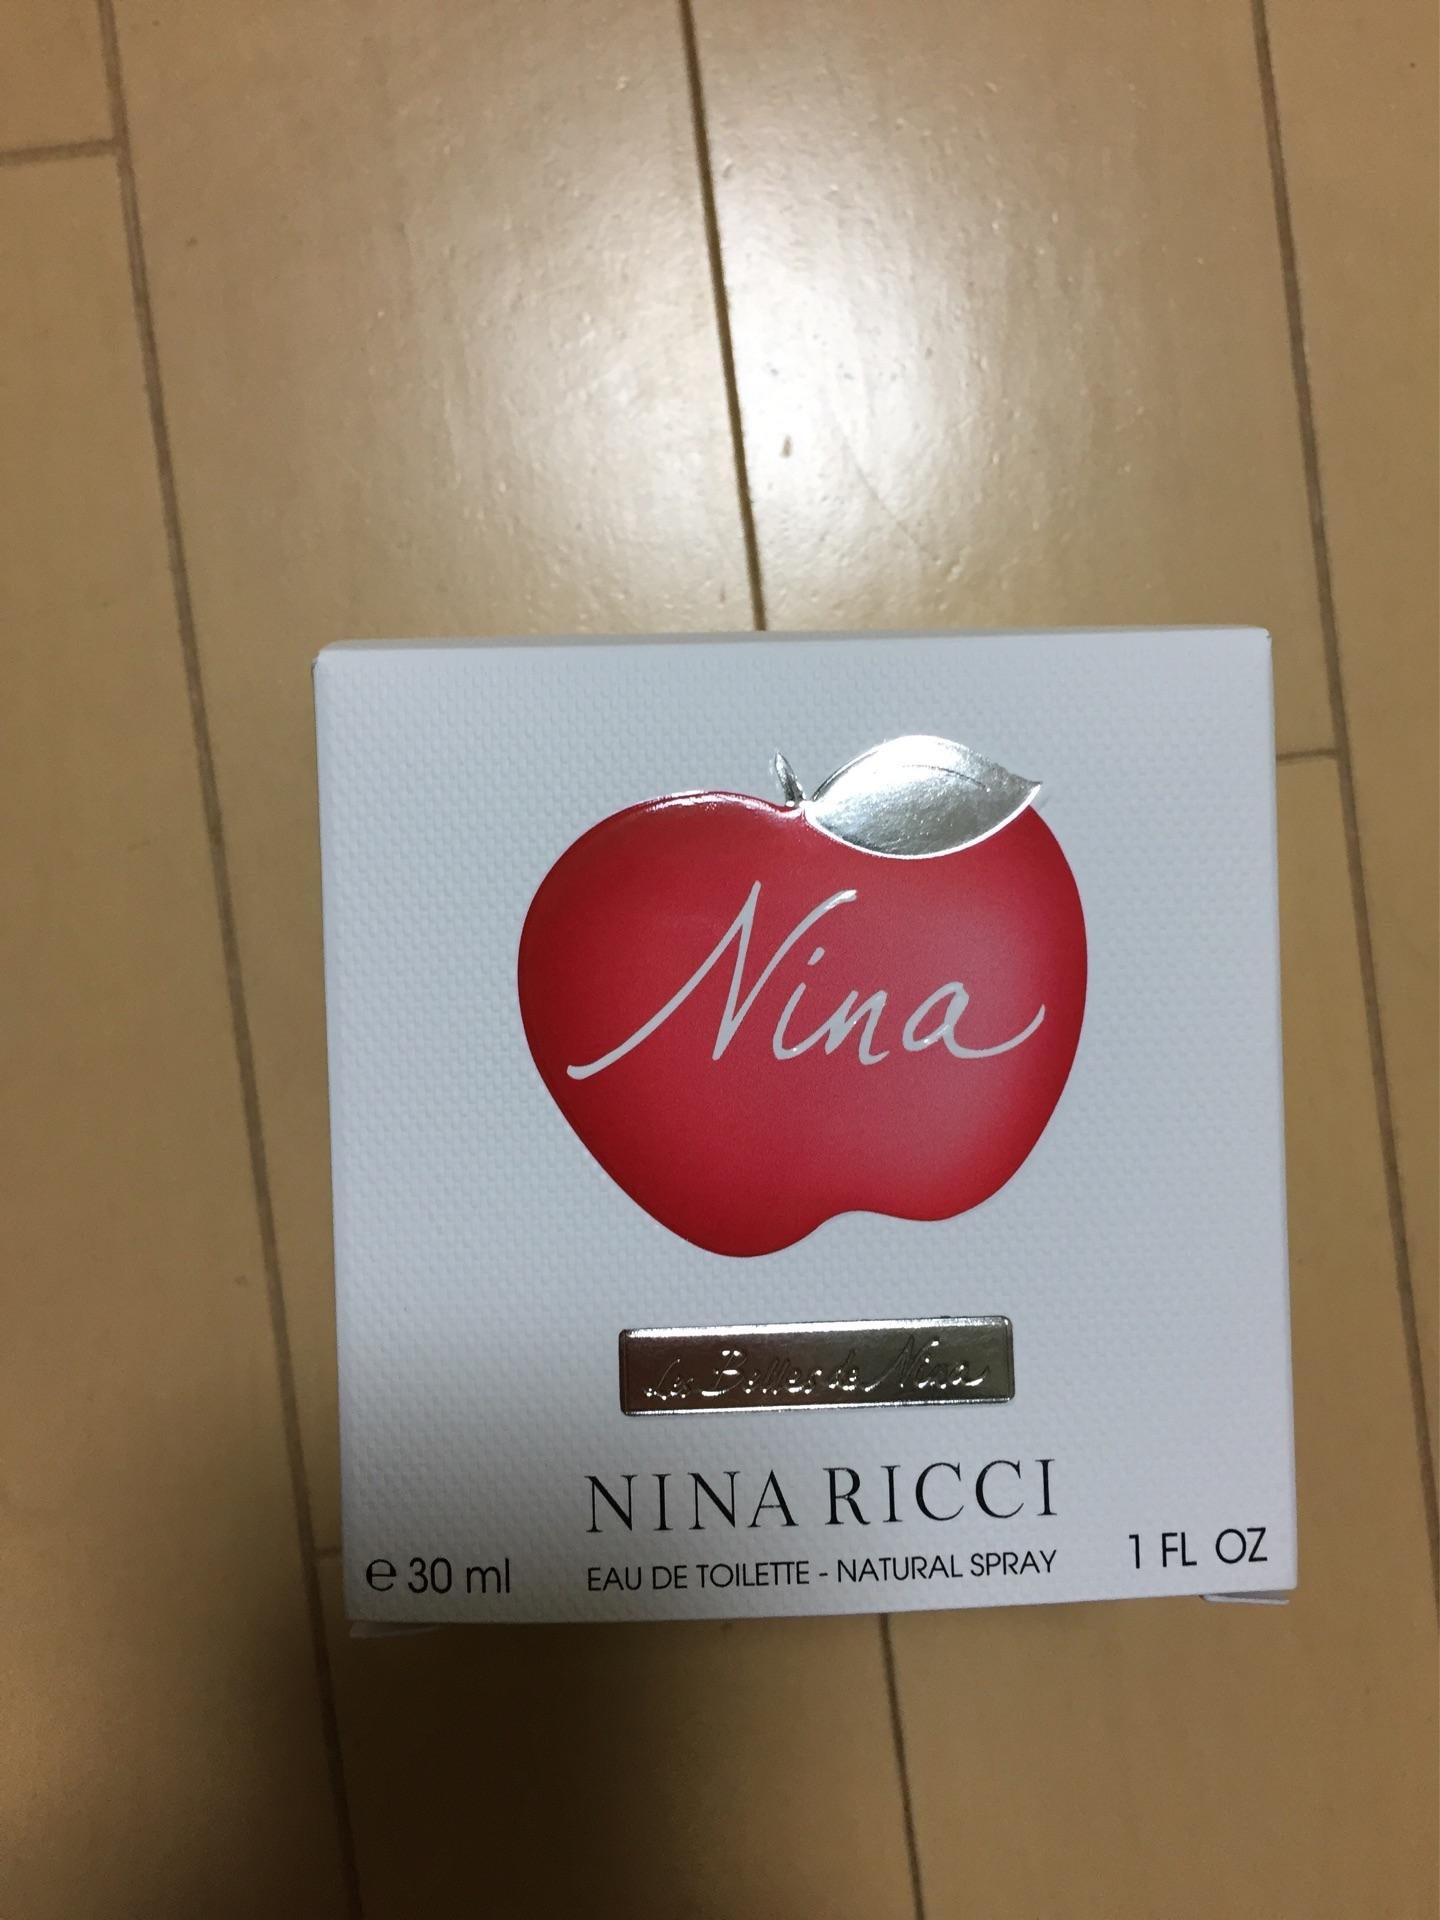 Nina
Les Belles de Nina
NINA RICCI
℮ 30 ml
EAU DE TOILETTE - NATURAL SPRAY
1 FL OZ